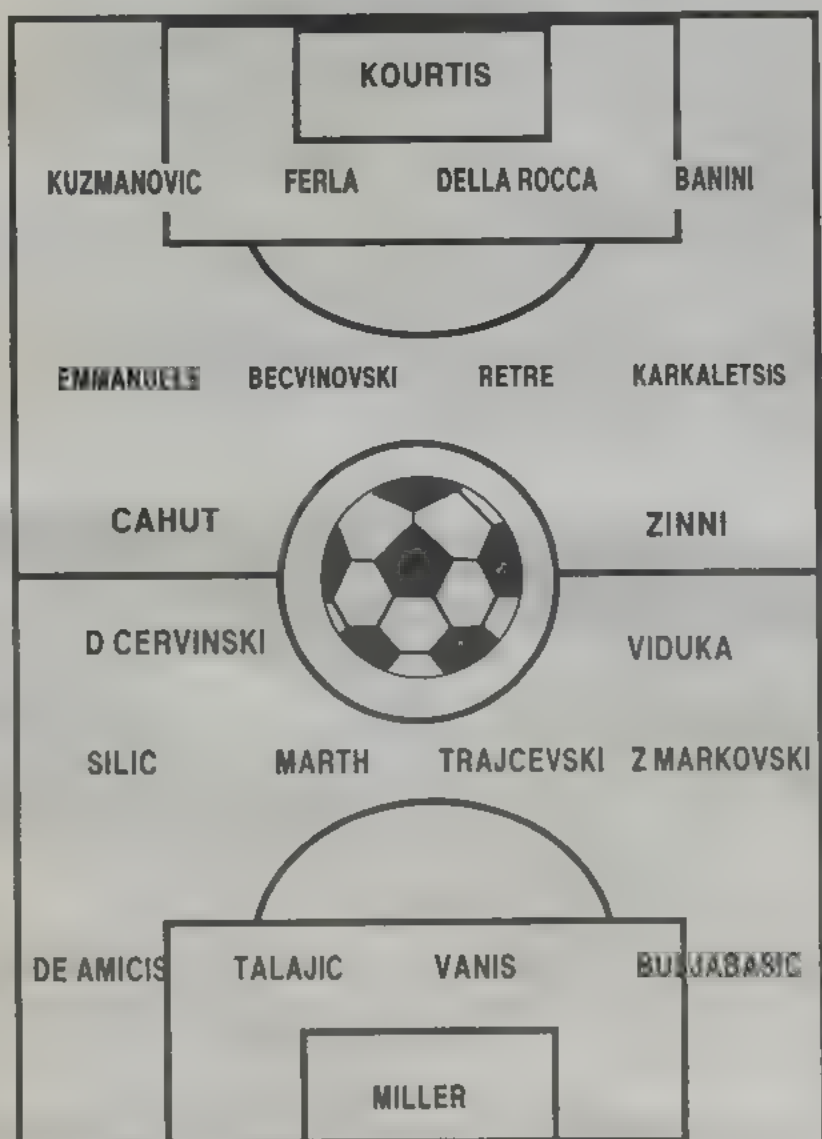 KOURTIS
KUZMANOVIC FERLA DELLA ROCCA BANINI
EMMANUELE BECVINOVSKI RETRE KARKALETSIS
CAHUT ZINNI
D CERVINSKI VIDUKA
SILIC MARTH TRAJCEVSKI Z MARKOVSKI
DE AMICIS TALAJIC VANIS BULJABASIC
MILLER